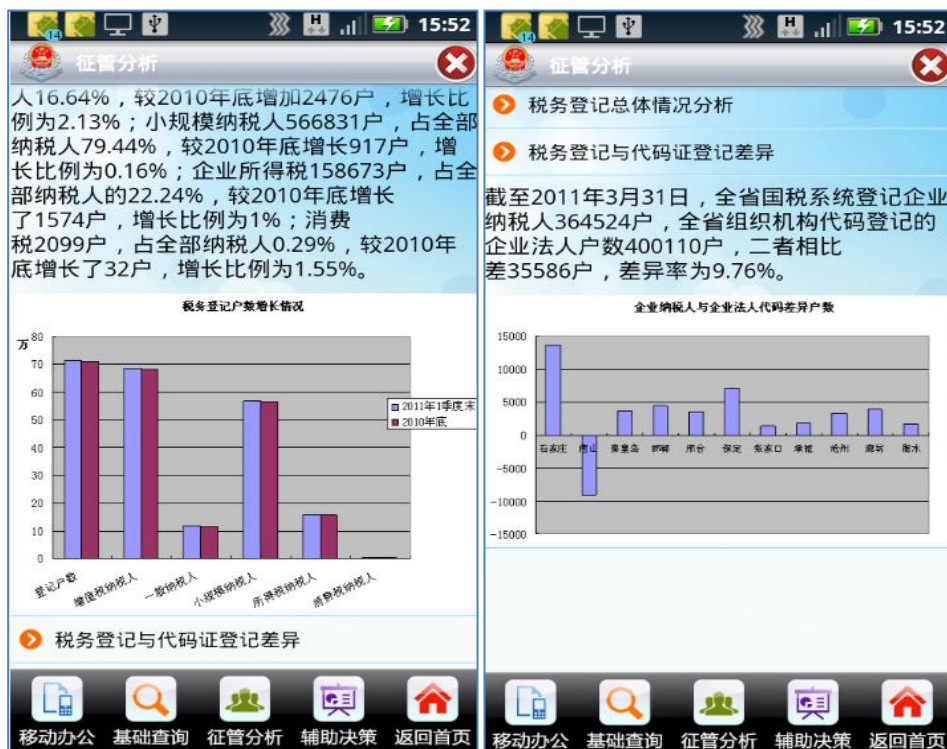 14
H
15:52
征管分析
人16.64%，较2010年底增加2476户，增长比
例为2.13%；小规模纳税人566831户，占全部
纳税人79.44%，较2010年底增长917户，增
长比例为0.16%；企业所得税158673户，占全
部纳税人的22.24%，较2010年底增长
了1574户，增长比例为1%；消费
税2099户，占全部纳税人0.29%，较2010年
底增长了32户，增长比例为1.55%。
税务登记户数增长情况
万
80
70
60
50
40
30
20
10
0
2011年1季度末
2010年底
登记户数
增值税纳税人
一般纳税人
小规模纳税人
所得税纳税人
消费税纳税人
税务登记与代码证登记差异
移动办公 基础查询 征管分析 辅助决策 返回首页
14
H
15:52
征管分析
税务登记总体情况分析
税务登记与代码证登记差异
截至2011年3月31日，全省国税系统登记企业
纳税人364524户，全省组织机构代码登记的
企业法人户数400110户，二者相比
差35586户，差异率为9.76%。
企业纳税人与企业法人代码差异户数
15000
10000
5000
0
-5000
-10000
-15000
石家庄 唐山 秦皇岛 邯郸 邢台 保定 张家口 承德 沧州 廊坊 衡水
移动办公 基础查询 征管分析 辅助决策 返回首页